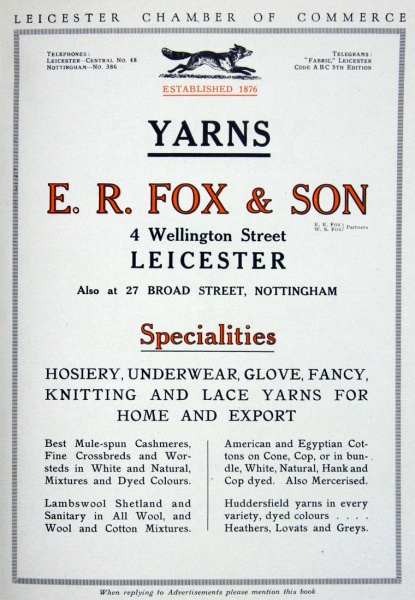 LEICESTER CHAMBER OF COMMERCE
TELEPHONES:
LEICESTER—CENTRAL NO. 48
NOTTINGHAM—NO. 386
TELEGRAMS:
"FABRIC," LEICESTER
CODE A B C 5TH EDITION
ESTABLISHED 1876
YARNS
E. R. FOX & SON
E. E. FOX
W. S. FOX
Partners
4 Wellington Street
LEICESTER
Also at 27 BROAD STREET, NOTTINGHAM
Specialities
HOSIERY, UNDERWEAR, GLOVE, FANCY,
KNITTING AND LACE YARNS FOR
HOME AND EXPORT
Best Mule-spun Cashmeres,
Fine Crossbreds and Wor-
steds in White and Natural,
Mixtures and Dyed Colours.
Lambswool Shetland and
Sanitary in All Wool, and
Wool and Cotton Mixtures.
American and Egyptian Cot-
tons on Cone, Cop, or in bun-
dle, White, Natural, Hank and
Cop dyed. Also Mercerised.
Huddersfield yarns in every
variety, dyed colours . . . .
Heathers, Lovats and Greys.
When replying to Advertisements please mention this book